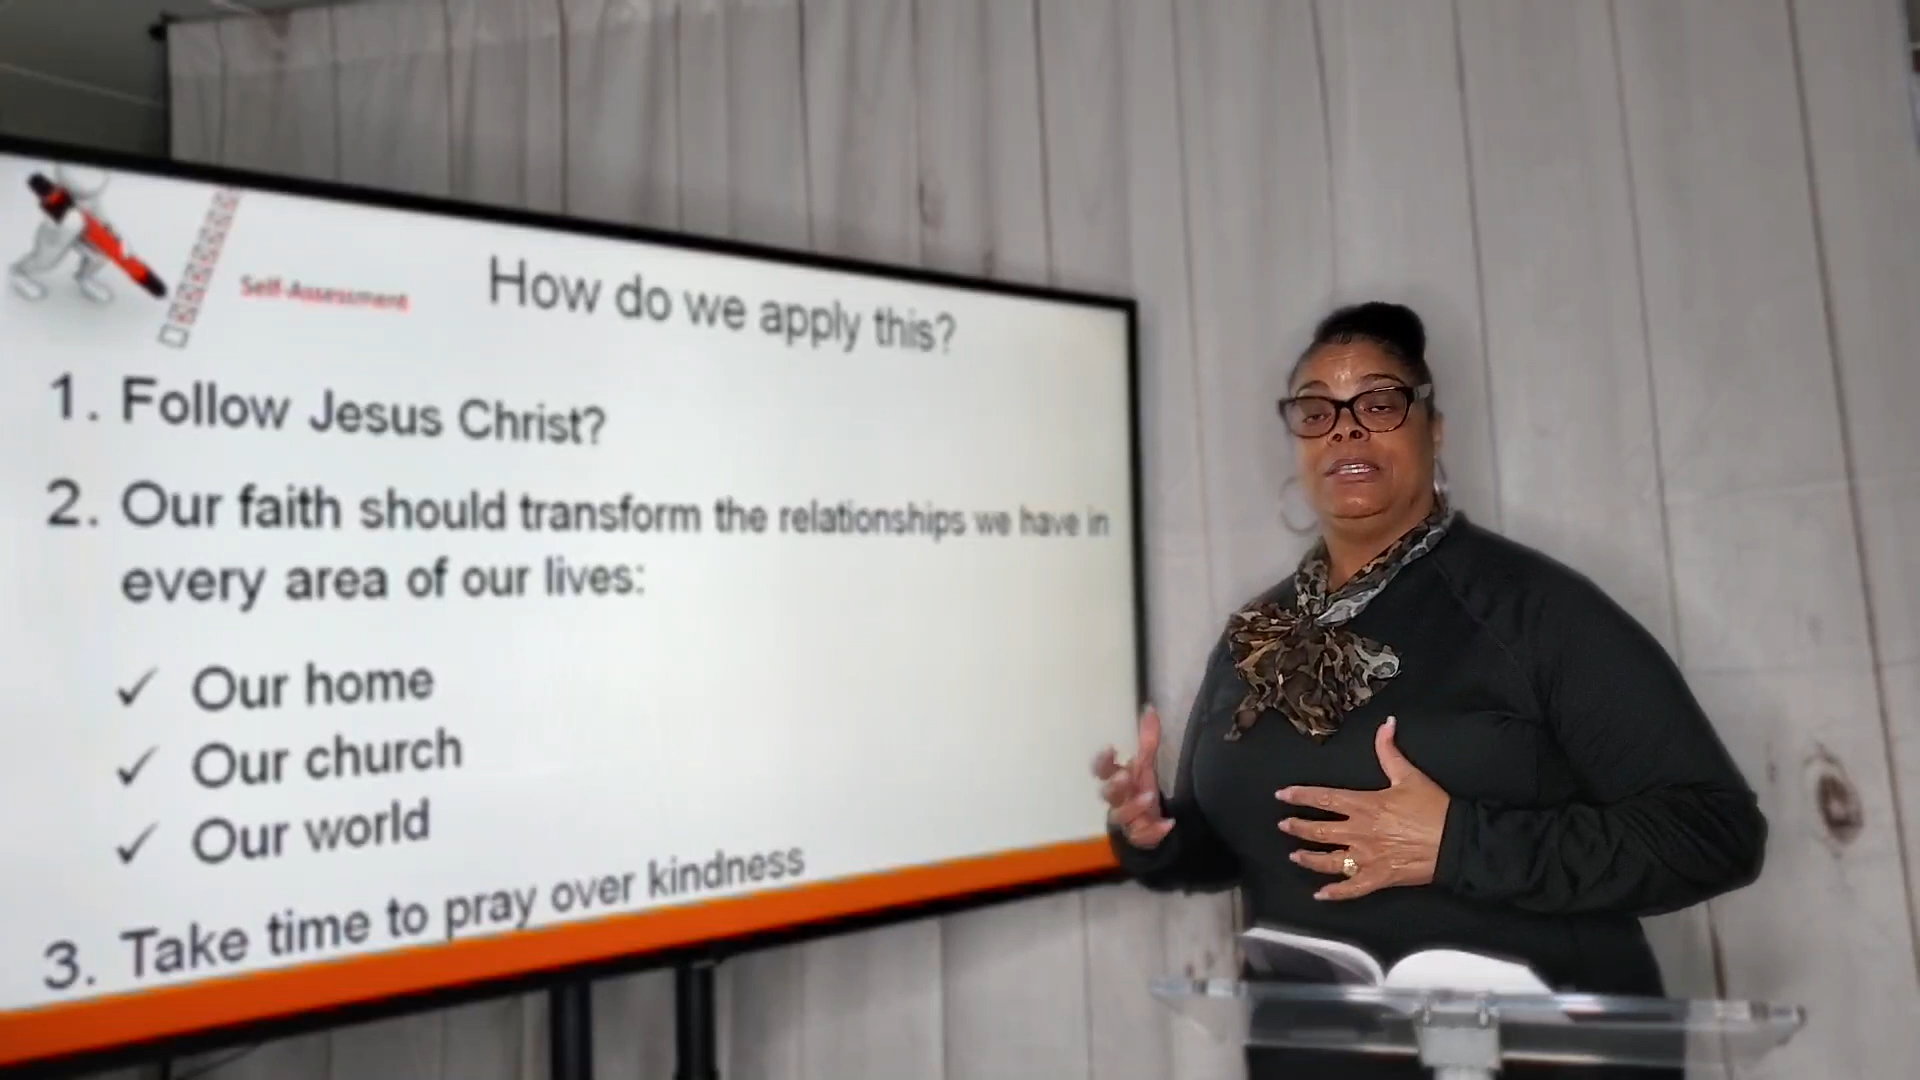 Self-Assessment
How do we apply this?
1. Follow Jesus Christ?
2. Our faith should transform the relationships we have in
every area of our lives:
✓ Our home
✓ Our church
✓ Our world
3. Take time to pray over kindness